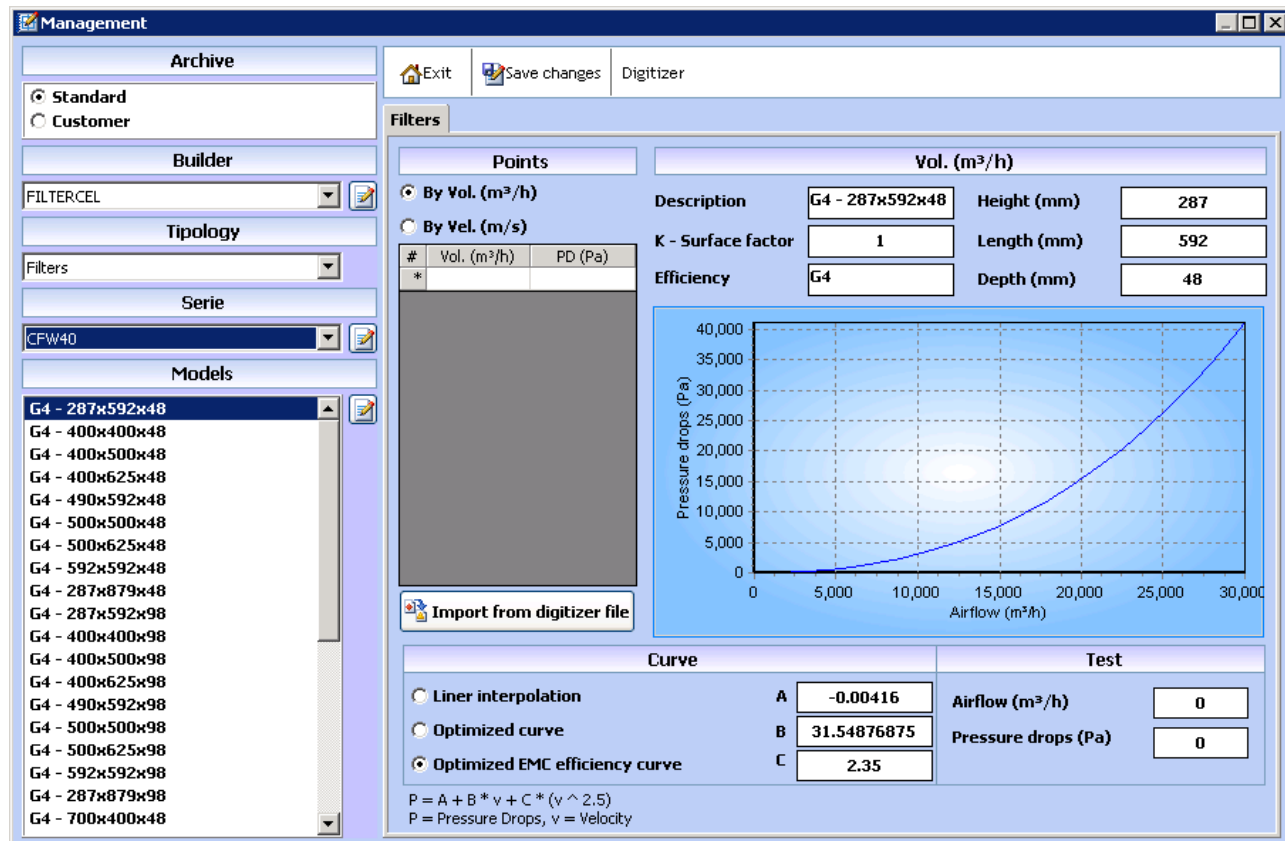 Management
Archive
Standard
Customer
Builder
FILTERCEL
Tipology
Filters
Serie
CFW40
Models
G4 - 287x592x48
G4 - 400x400x48
G4 - 400x500x48
G4 - 400x625x48
G4 - 490x592x48
G4 - 500x500x48
G4 - 500x625x48
G4 - 592x592x48
G4 - 287x879x48
G4 - 287x592x98
G4 - 400x400x98
G4 - 400x500x98
G4 - 400x625x98
G4 - 490x592x98
G4 - 500x500x98
G4 - 500x625x98
G4 - 592x592x98
G4 - 287x879x98
G4 - 700x400x48
Exit Save changes Digitizer
Filters
Points
By Vol. (m³/h)
By Vel. (m/s)
# Vol. (m³/h) PD (Pa)
*
Import from digitizer file
Vol. (m³/h)
Description G4 - 287x592x48 Height (mm) 287
K - Surface factor 1 Length (mm) 592
Efficiency G4 Depth (mm) 48
Pressure drops (Pa)
40,000
35,000
30,000
25,000
20,000
15,000
10,000
5,000
0
0 5,000 10,000 15,000 20,000 25,000 30,000
Airflow (m³/h)
Curve
Liner interpolation A -0.00416
Optimized curve B 31.54876875
Optimized EMC efficiency curve C 2.35
Test
Airflow (m³/h) 0
Pressure drops (Pa) 0
P = A + B * v + C * (v ^ 2.5)
P = Pressure Drops, v = Velocity